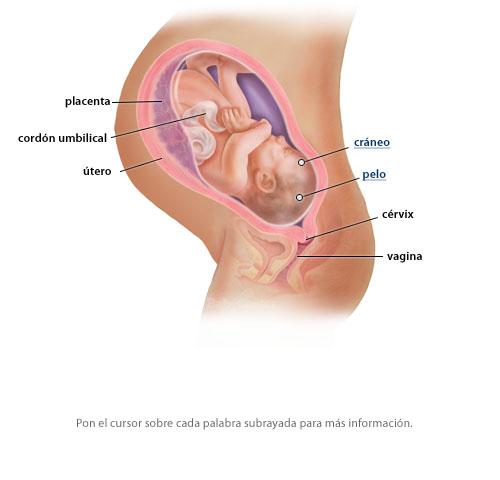 placenta
cordón umbilical
útero
cráneo
pelo
cérvix
vagina
Pon el cursor sobre cada palabra subrayada para más información.